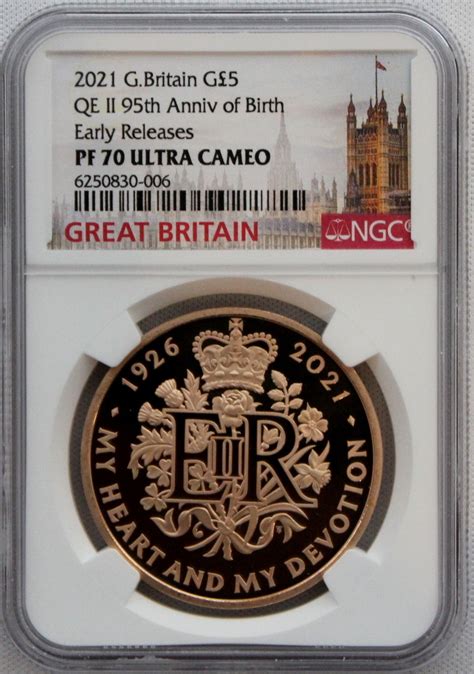 2021 G.Britain G£5
QE II 95th Anniv of Birth
Early Releases
PF 70 ULTRA CAMEO
6250830-006
GREAT BRITAIN
NGC®
1926 2021
EIIR
MY HEART AND MY DEVOTION